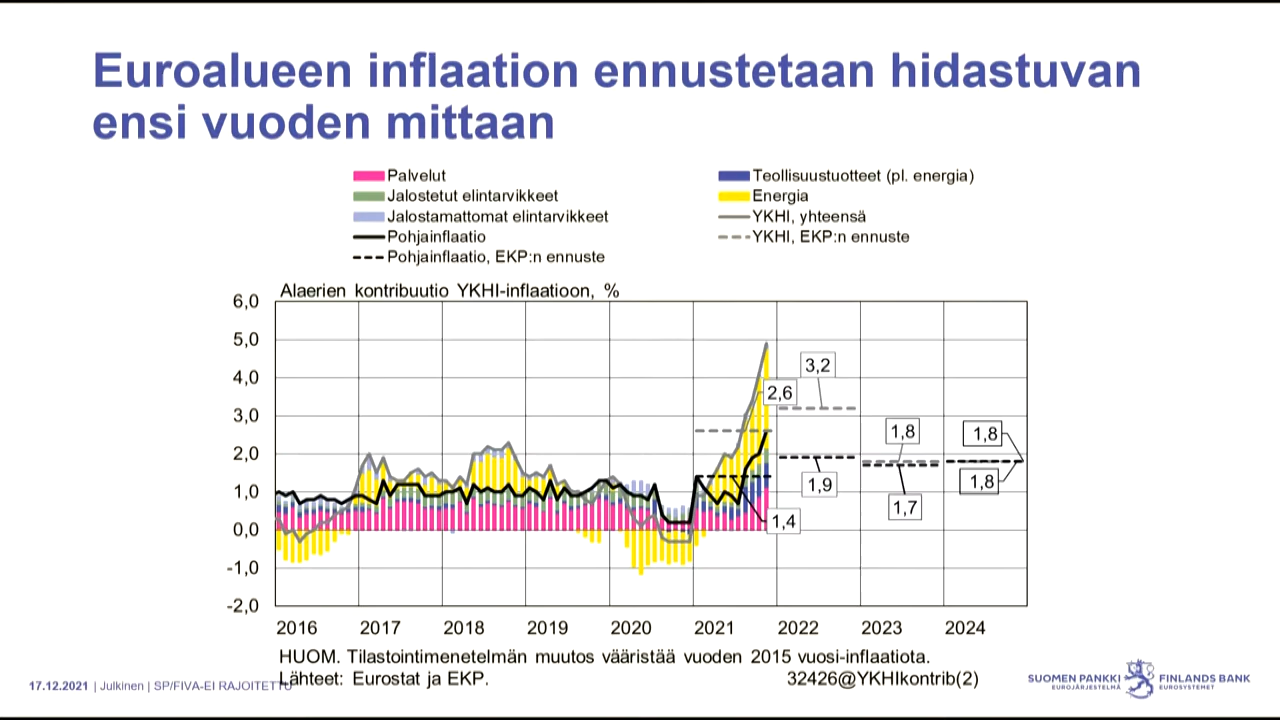 Euroalueen inflaation ennustetaan hidastuvan
ensi vuoden mittaan
Palvelut
Teollisuustuotteet (pl. energia)
Jalostetut elintarvikkeet
Energia
Jalostamattomat elintarvikkeet
YKHI, yhteensä
Pohjainflaatio
YKHI, EKP:n ennuste
Pohjainflaatio, EKP:n ennuste
Alaerien kontribuutio YKHI-inflaatioon, %
6,0
5,0
4,0
3,0
2,0
1,0
0,0
-1,0
-2,0
2,6
3,2
1,8
1,8
1,9
1,7
1,8
1,4
2016 2017 2018 2019 2020 2021 2022 2023 2024
HUOM. Tilastointimenetelmän muutos vääristää vuoden 2015 vuosi-inflaatiota.
Lähteet: Eurostat ja EKP.
32426@YKHIkontrib(2)
17.12.2021 | Julkinen | SP/FIVA-EI RAJOITETTU
SUOMEN PANKKI
EUROJÄRJESTELMÄ
FINLANDS BANK
EUROSYSTEMET